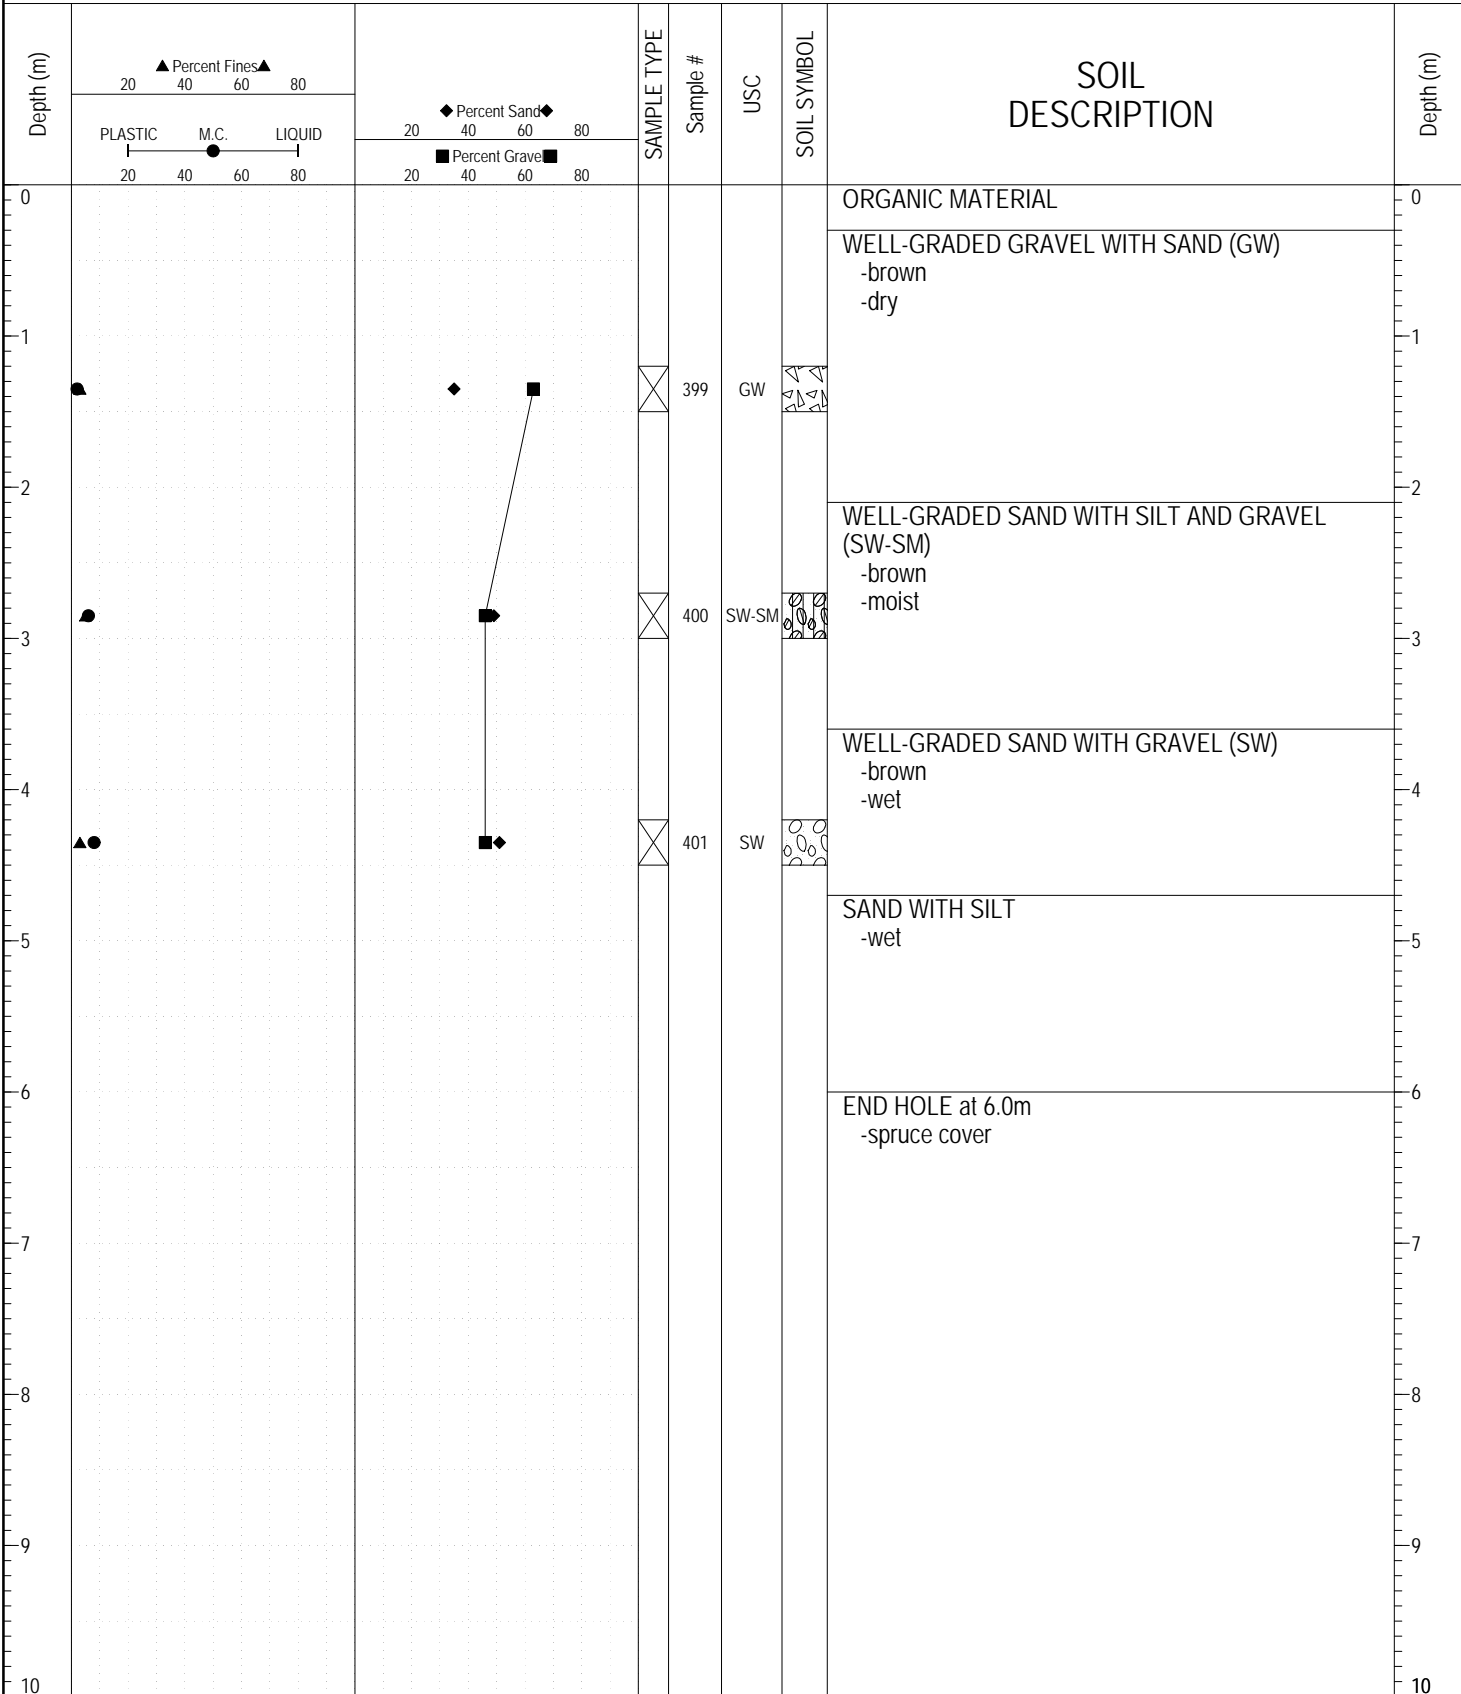 Depth (m)
Percent Fines
20 40 60 80
PLASTIC M.C. LIQUID
20 40 60 80
Percent Sand
20 40 60 80
Percent Gravel
20 40 60 80
SAMPLE TYPE
Sample #
USC
SOIL SYMBOL
SOIL
DESCRIPTION
Depth (m)
0 ORGANIC MATERIAL 0
WELL-GRADED GRAVEL WITH SAND (GW)
-brown
-dry
1 1
399 GW
2 2
WELL-GRADED SAND WITH SILT AND GRAVEL
(SW-SM)
-brown
-moist
400 SW-SM
3 3
WELL-GRADED SAND WITH GRAVEL (SW)
-brown
4 -wet 4
401 SW
SAND WITH SILT
5 -wet 5
6 6
END HOLE at 6.0m
-spruce cover
7 7
8 8
9 9
10 10